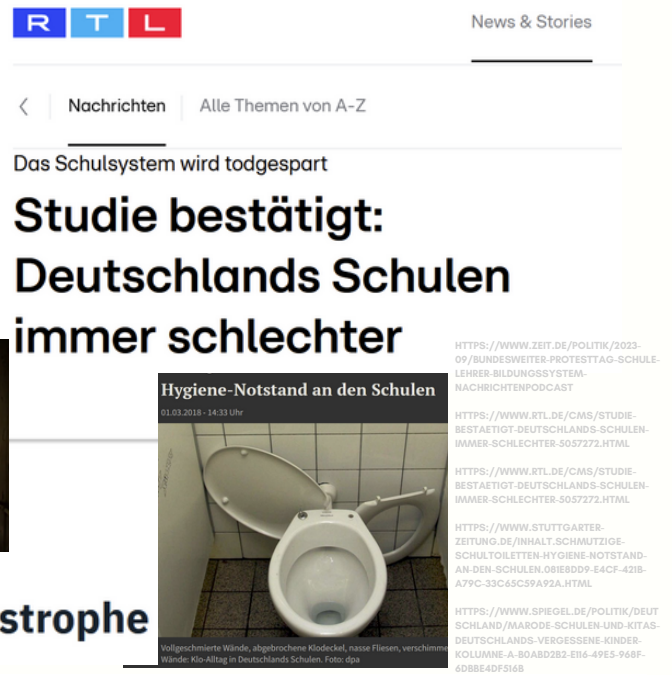 RTL
News & Stories
Nachrichten
Alle Themen von A-Z
Das Schulsystem wird todgespart
Studie bestätigt:
Deutschlands Schulen
immer schlechter
Hygiene-Notstand an den Schulen
01.03.2018 - 14:33 Uhr
Vollgeschmierte Wände, abgebrochene Klodeckel, nasse Fliesen, verschimme
Wände: Klo-Alltag in Deutschlands Schulen. Foto: dpa
strophe
HTTPS://WWW.ZEIT.DE/POLITIK/2023-
09/BUNDESWEITER-PROTESTTAG-SCHULE-
LEHRER-BILDUNGSSYSTEM-
NACHRICHTENPODCAST
HTTPS://WWW.RTL.DE/CMS/STUDIE-
BESTAETIGT-DEUTSCHLANDS-SCHULEN-
IMMER-SCHLECHTER-5057272.HTML
HTTPS://WWW.RTL.DE/CMS/STUDIE-
BESTAETIGT-DEUTSCHLANDS-SCHULEN-
IMMER-SCHLECHTER-5057272.HTML
HTTPS://WWW.STUTTGARTER-
ZEITUNG.DE/INHALT.SCHMUTZIGE-
SCHULTOILETTEN-HYGIENE-NOTSTAND-
AN-DEN-SCHULEN.081E8DD9-E4CF-421B-
A79C-33C65C59A92A.HTML
HTTPS://WWW.SPIEGEL.DE/POLITIK/DEUT
SCHLAND/MARODE-SCHULEN-UND-KITAS-
DEUTSCHLANDS-VERGESSENE-KINDER-
KOLUMNE-A-B0ABD2B2-E116-49E5-968F-
6DBBE4DF516B